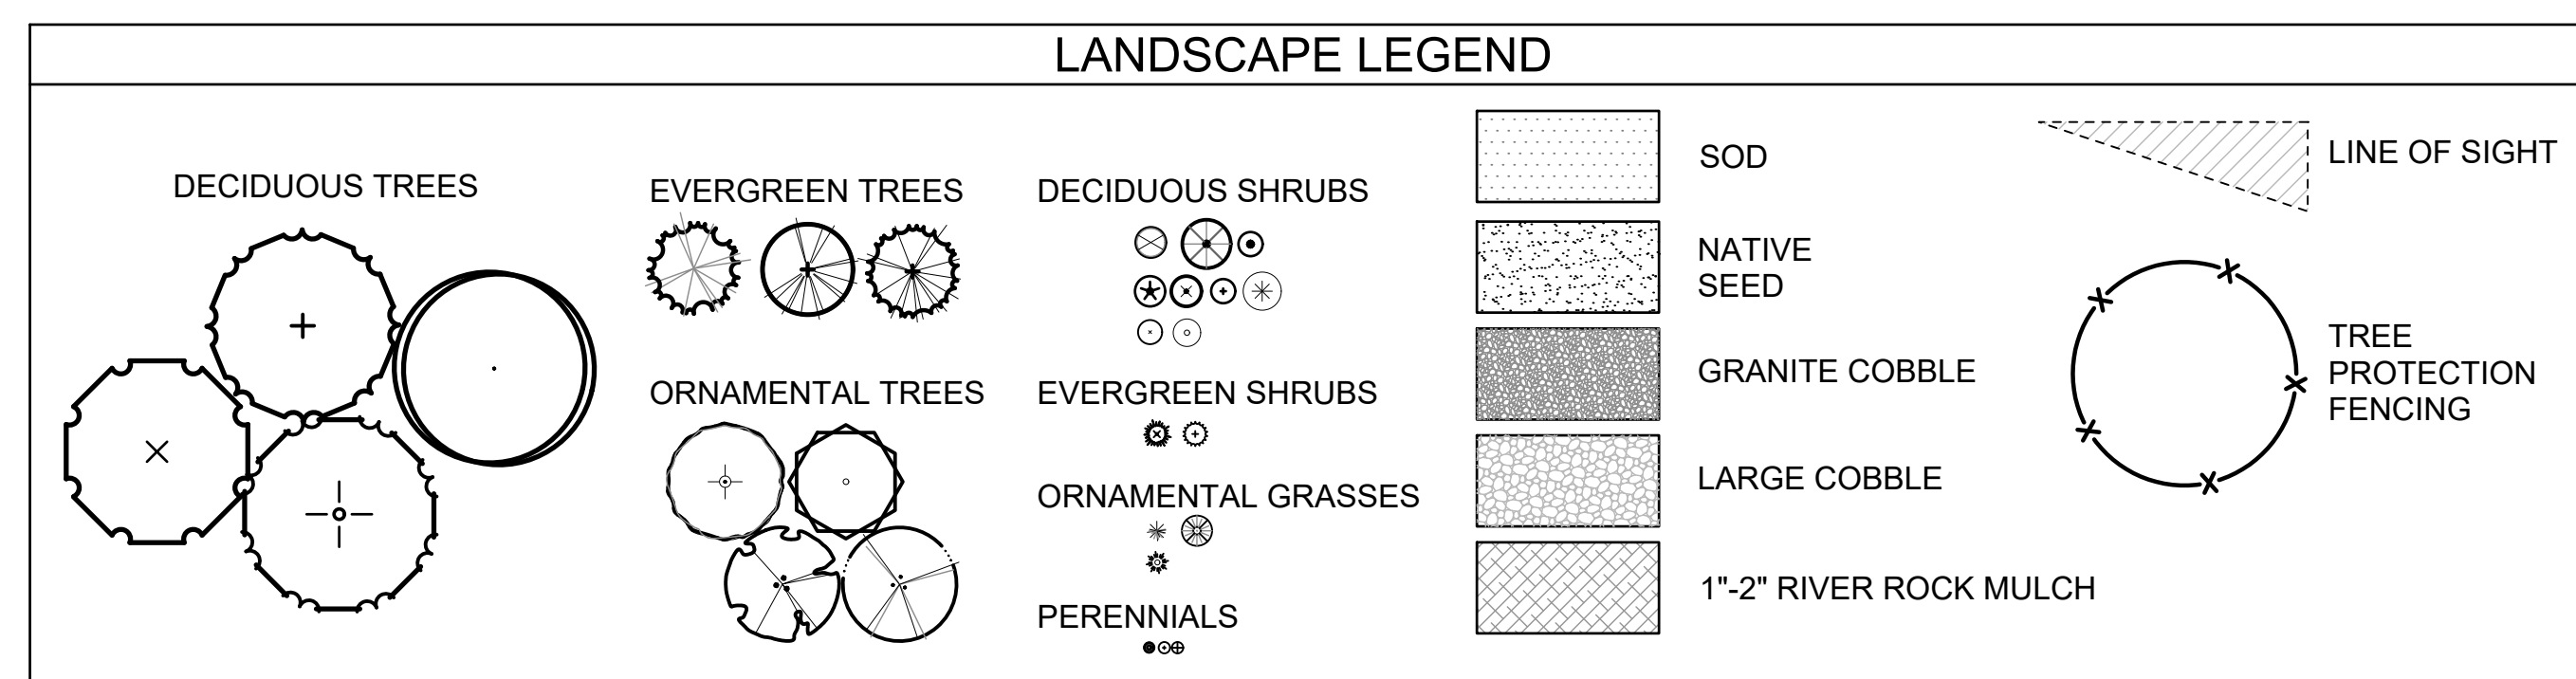 LANDSCAPE LEGEND
DECIDUOUS TREES
EVERGREEN TREES
ORNAMENTAL TREES
DECIDUOUS SHRUBS
EVERGREEN SHRUBS
ORNAMENTAL GRASSES
PERENNIALS
SOD
NATIVE
SEED
GRANITE COBBLE
LARGE COBBLE
1"-2" RIVER ROCK MULCH
LINE OF SIGHT
TREE
PROTECTION
FENCING